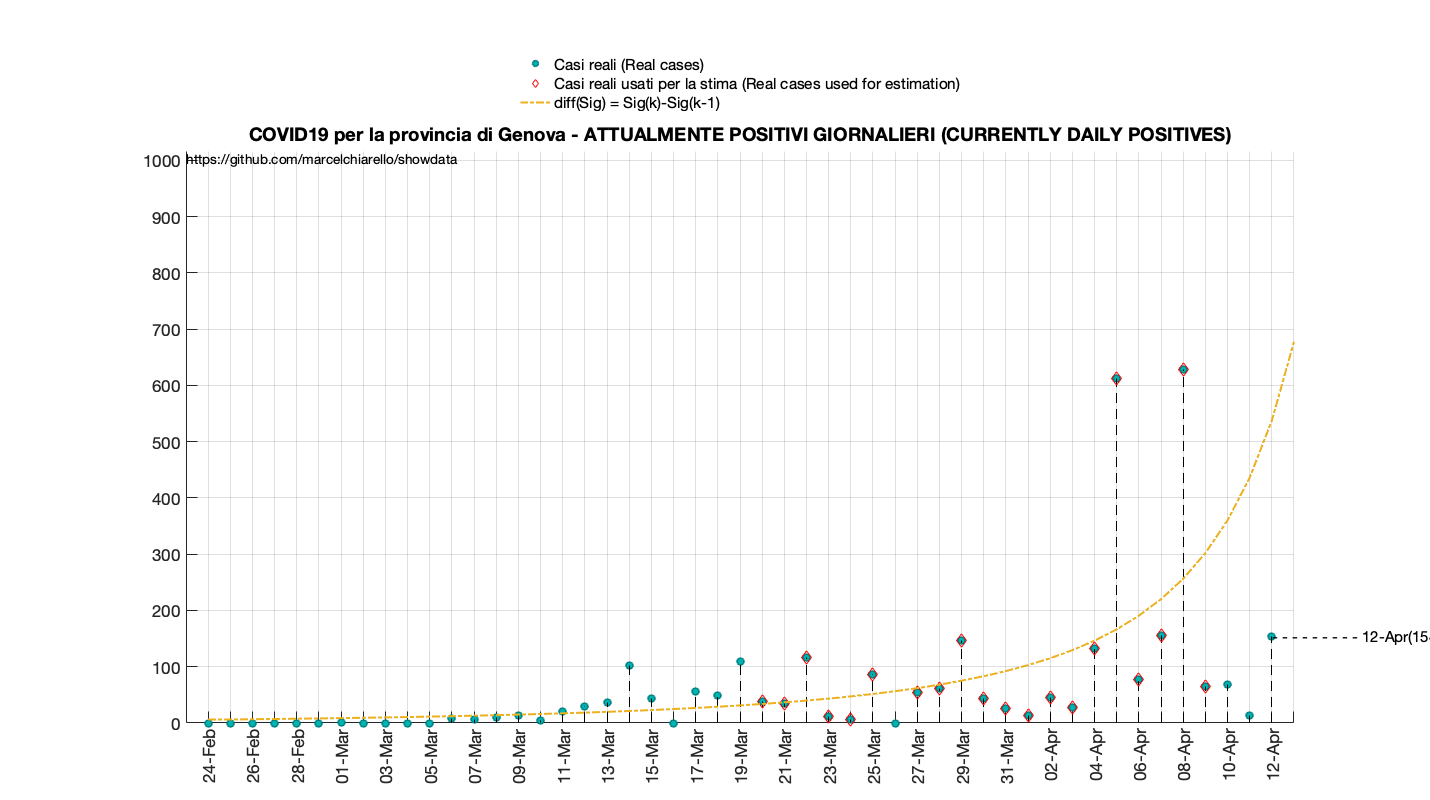 Casi reali (Real cases)
Casi reali usati per la stima (Real cases used for estimation)
diff(Sig) = Sig(k)-Sig(k-1)
COVID19 per la provincia di Genova - ATTUALMENTE POSITIVI GIORNALIERI (CURRENTLY DAILY POSITIVES)
https://github.com/marcelchiarello/showdata
1000
900
800
700
600
500
400
300
200
100
0
12-Apr(15
24-Feb
26-Feb
28-Feb
01-Mar
03-Mar
05-Mar
07-Mar
09-Mar
11-Mar
13-Mar
15-Mar
17-Mar
19-Mar
21-Mar
23-Mar
25-Mar
27-Mar
29-Mar
31-Mar
02-Apr
04-Apr
06-Apr
08-Apr
10-Apr
12-Apr